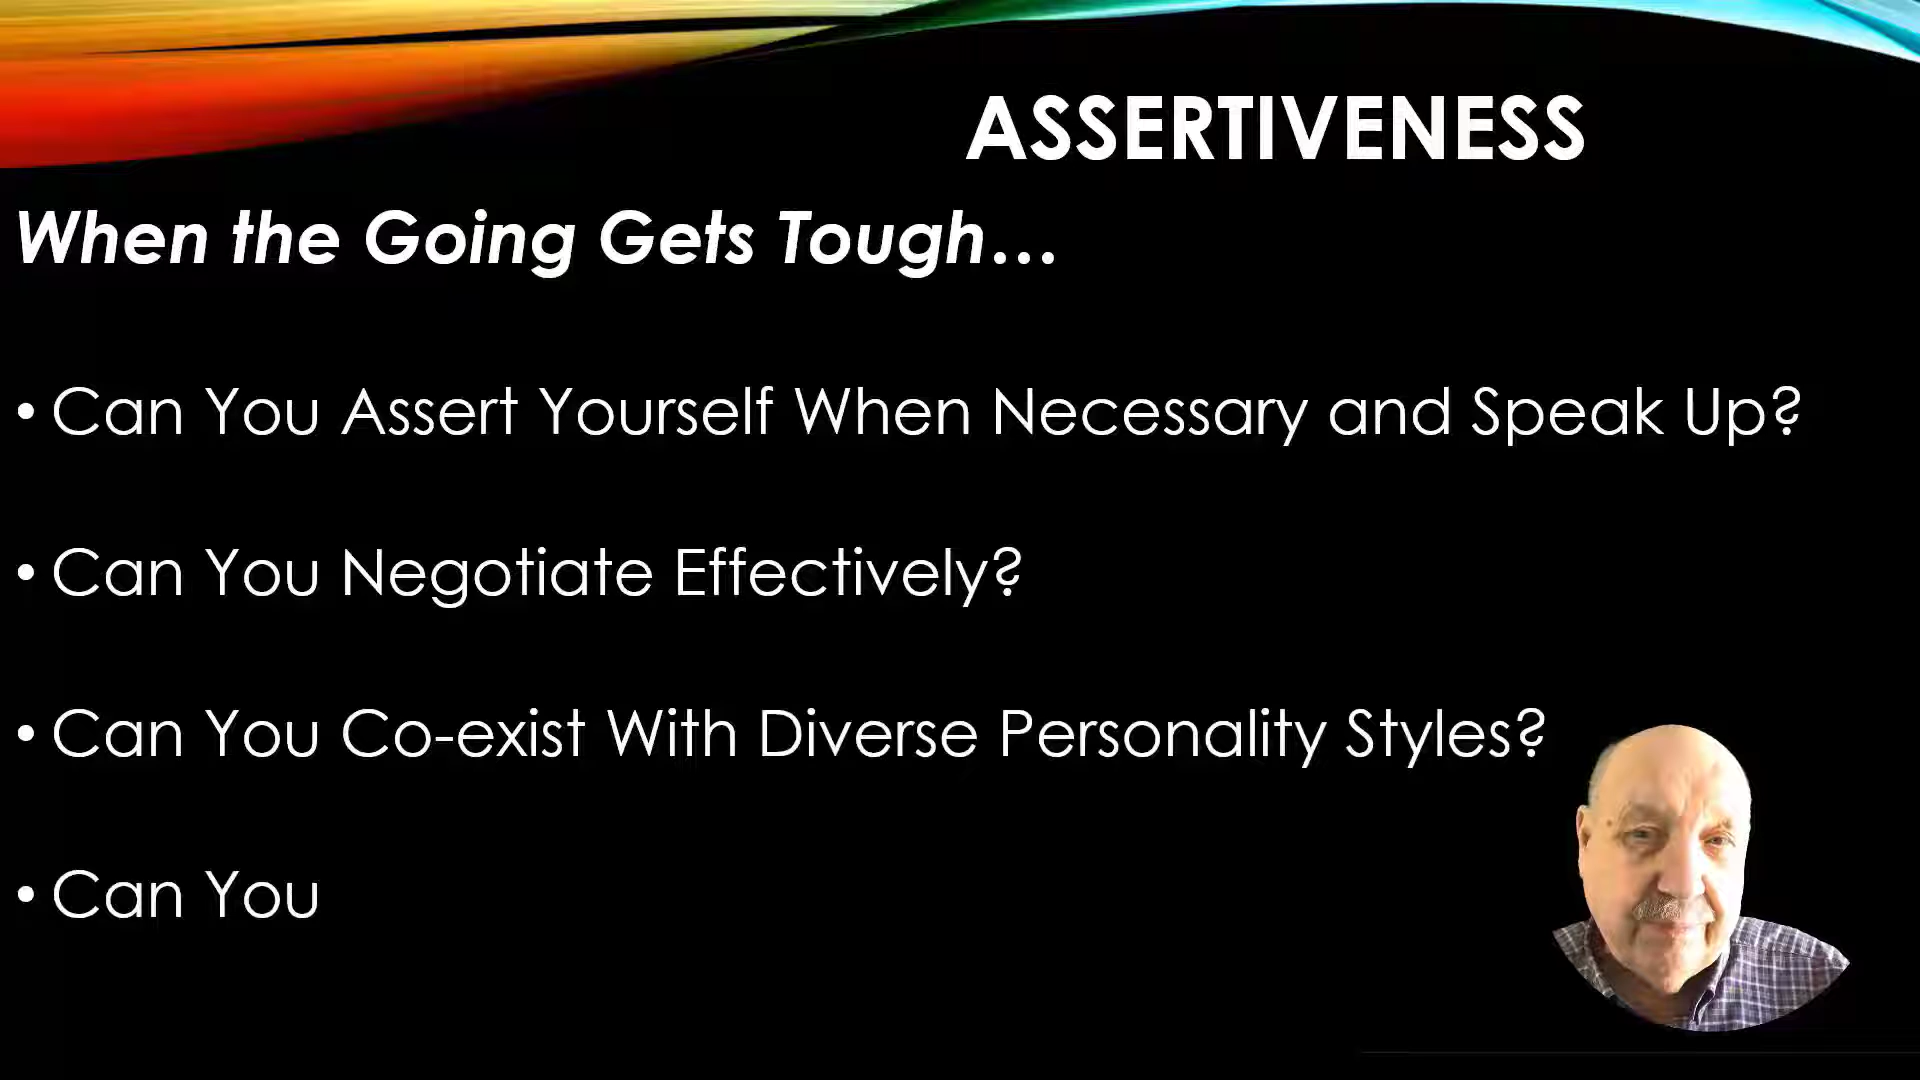 ASSERTIVENESS
When the Going Gets Tough…
• Can You Assert Yourself When Necessary and Speak Up?
• Can You Negotiate Effectively?
• Can You Co-exist With Diverse Personality Styles?
• Can You